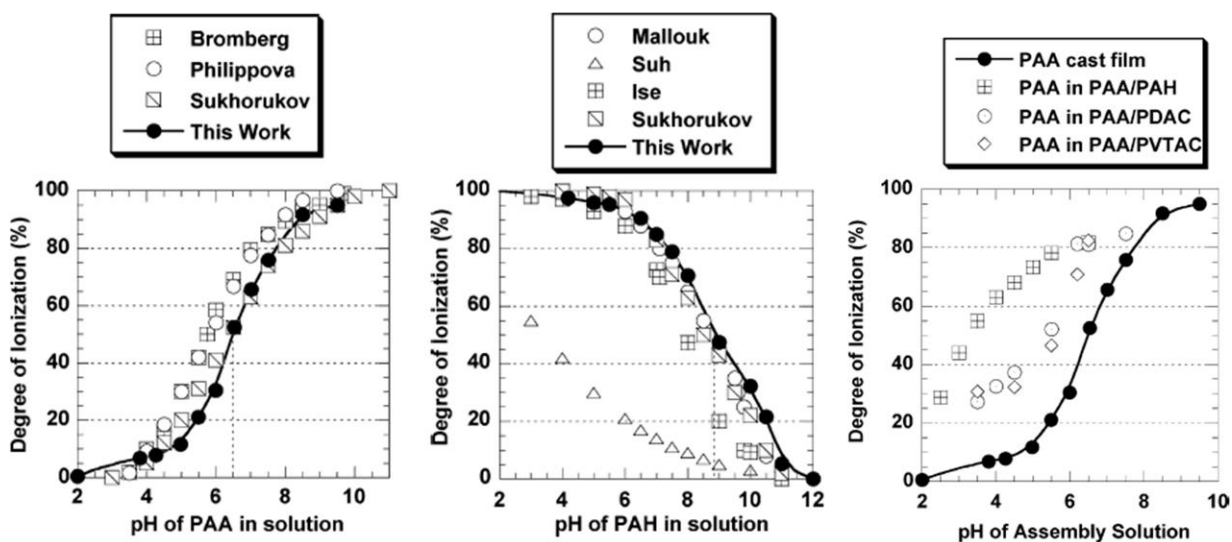 Bromberg
Philippova
Sukhorukov
This Work
Degree of Ionization (%)
100
80
60
40
20
0
2
4
6
8
10
pH of PAA in solution
Mallouk
Suh
Ise
Sukhorukov
This Work
Degree of Ionization (%)
100
80
60
40
20
0
2
4
6
8
10
12
pH of PAH in solution
PAA cast film
PAA in PAA/PAH
PAA in PAA/PDAC
PAA in PAA/PVTAC
Degree of Ionization (%)
100
80
60
40
20
0
2
4
6
8
10
pH of Assembly Solution